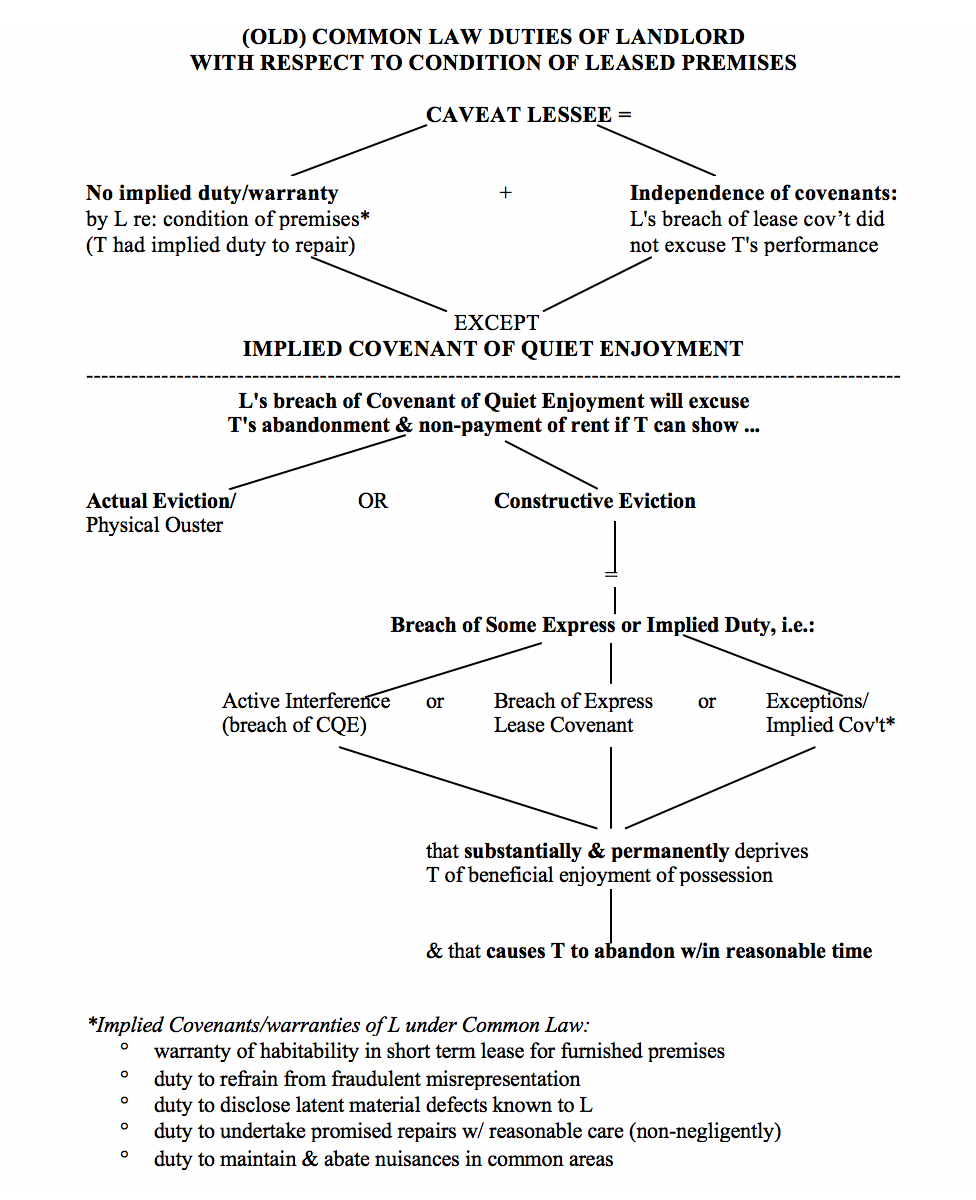 (OLD) COMMON LAW DUTIES OF LANDLORD
WITH RESPECT TO CONDITION OF LEASED PREMISES
CAVEAT LESSEE =
No implied duty/warranty + Independence of covenants:
by L re: condition of premises* L's breach of lease cov’t did
(T had implied duty to repair) not excuse T's performance
EXCEPT
IMPLIED COVENANT OF QUIET ENJOYMENT
L's breach of Covenant of Quiet Enjoyment will excuse
T's abandonment & non-payment of rent if T can show ...
Actual Eviction/ OR Constructive Eviction
Physical Ouster
=
Breach of Some Express or Implied Duty, i.e.:
Active Interference or Breach of Express or Exceptions/
(breach of CQE) Lease Covenant Implied Cov't*
that substantially & permanently deprives
T of beneficial enjoyment of possession
& that causes T to abandon w/in reasonable time
*Implied Covenants/warranties of L under Common Law:
° warranty of habitability in short term lease for furnished premises
° duty to refrain from fraudulent misrepresentation
° duty to disclose latent material defects known to L
° duty to undertake promised repairs w/ reasonable care (non-negligently)
° duty to maintain & abate nuisances in common areas